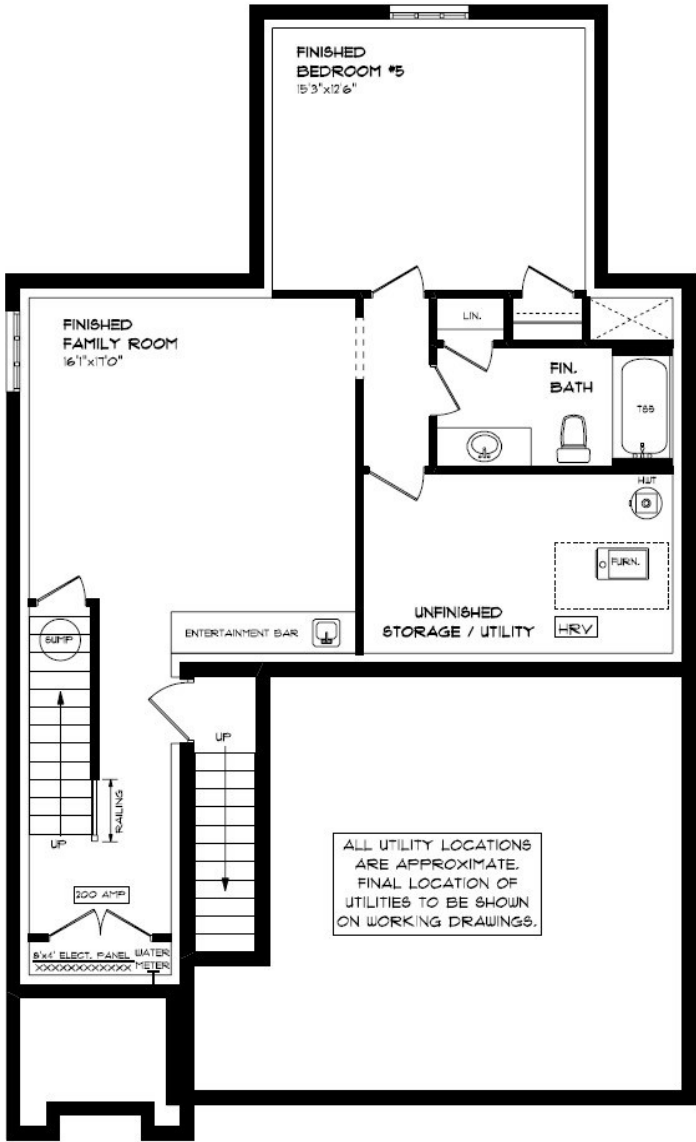 FINISHED
BEDROOM #5
15'3"x12'6"
FINISHED
FAMILY ROOM
16'1"x17'0"
LIN.
FIN.
BATH
T&S
HWT
FURN.
UNFINISHED
STORAGE / UTILITY
HRV
SUMP
ENTERTAINMENT BAR
UP
RAILING
UP
ALL UTILITY LOCATIONS
ARE APPROXIMATE.
FINAL LOCATION OF
UTILITIES TO BE SHOWN
ON WORKING DRAWINGS.
200 AMP
8'x4' ELECT. PANEL
WATER
METER
XXXXXXXXXXXXX